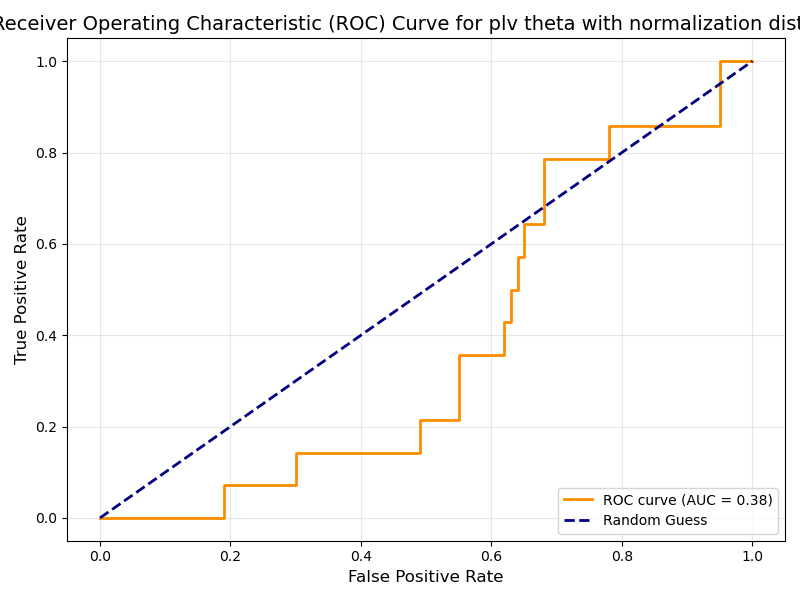 Receiver Operating Characteristic (ROC) Curve for plv theta with normalization dist
True Positive Rate
1.0
0.8
0.6
0.4
0.2
0.0
0.0 0.2 0.4 0.6 0.8 1.0
False Positive Rate
ROC curve (AUC = 0.38)
Random Guess